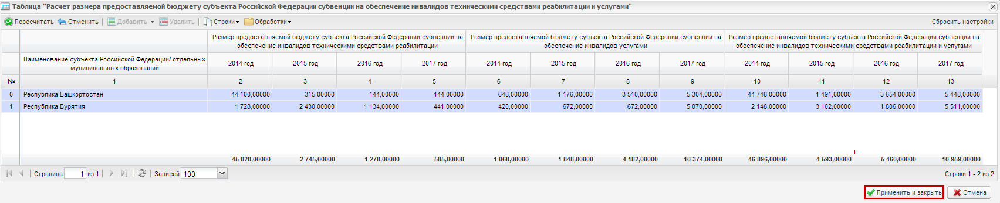 Таблица "Расчет размера предоставляемой бюджету субъекта Российской Федерации субвенции на обеспечение инвалидов техническими средствами реабилитации и услугами"
Пересчитать Отменить Добавить Удалить Строки Обработки Сбросить настройки
Размер предоставляемой бюджету субъекта Российской Федерации субвенции на обеспечение инвалидов техническими средствами реабилитации
Размер предоставляемой бюджету субъекта Российской Федерации субвенции на обеспечение инвалидов услугами
Размер предоставляемой бюджету субъекта Российской Федерации субвенции на обеспечение инвалидов техническими средствами реабилитации и услугами
Наименование субъекта Российской Федерации/ отдельных
муниципальных образований
2014 год 2015 год 2016 год 2017 год 2014 год 2015 год 2016 год 2017 год 2014 год 2015 год 2016 год 2017 год
№ 1 2 3 4 5 6 7 8 9 10 11 12 13
0 Республика Башкортостан 44 100,00000 315,00000 144,00000 144,00000 648,00000 1 176,00000 3 510,00000 5 304,00000 44 748,00000 1 491,00000 3 654,00000 5 448,00000
1 Республика Бурятия 1 728,00000 2 430,00000 1 134,00000 441,00000 420,00000 672,00000 672,00000 5 070,00000 2 148,00000 3 102,00000 1 806,00000 5 511,00000
45 828,00000 2 745,00000 1 278,00000 585,00000 1 068,00000 1 848,00000 4 182,00000 10 374,00000 46 896,00000 4 593,00000 5 460,00000 10 959,00000
Страница 1 из 1 Записей 100 Строки 1 - 2 из 2
Применить и закрыть Отмена